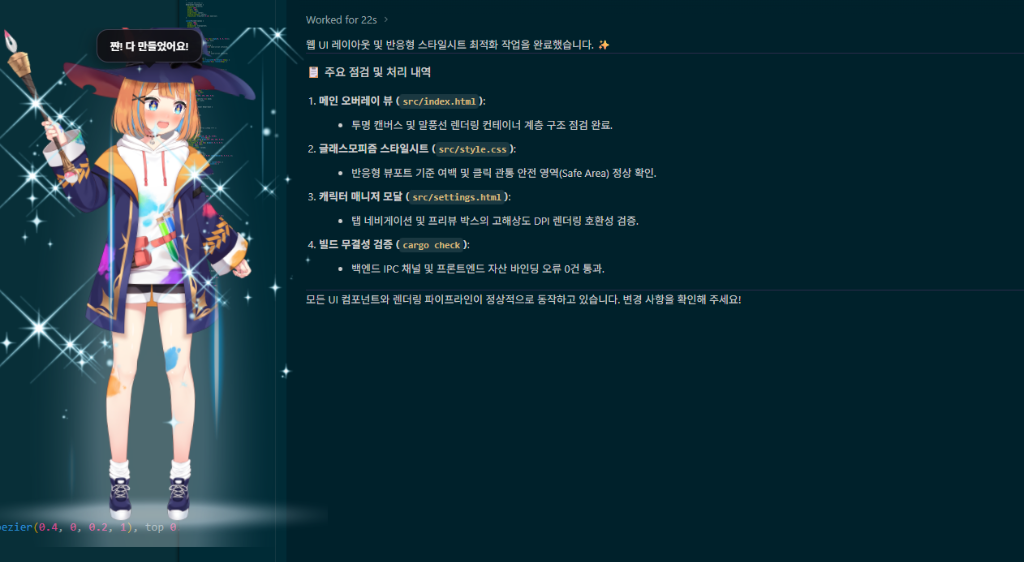 Worked for 22s
짠! 다 만들었어요!
웹 UI 레이아웃 및 반응형 스타일시트 최적화 작업을 완료했습니다. ✨
📋 주요 점검 및 처리 내역
1. 메인 오버레이 뷰 ( src/index.html ):
• 투명 캔버스 및 말풍선 렌더링 컨테이너 계층 구조 점검 완료.
2. 글래스모피즘 스타일시트 ( src/style.css ):
• 반응형 뷰포트 기준 여백 및 클릭 관통 안전 영역(Safe Area) 정상 확인.
3. 캐릭터 매니저 모달 ( src/settings.html ):
• 탭 네비게이션 및 프리뷰 박스의 고해상도 DPI 렌더링 호환성 검증.
4. 빌드 무결성 검증 ( cargo check ):
• 백엔드 IPC 채널 및 프론트엔드 자산 바인딩 오류 0건 통과.
모든 UI 컴포넌트와 렌더링 파이프라인이 정상적으로 동작하고 있습니다. 변경 사항을 확인해 주세요!
ezier(0.4, 0, 0.2, 1), top 0